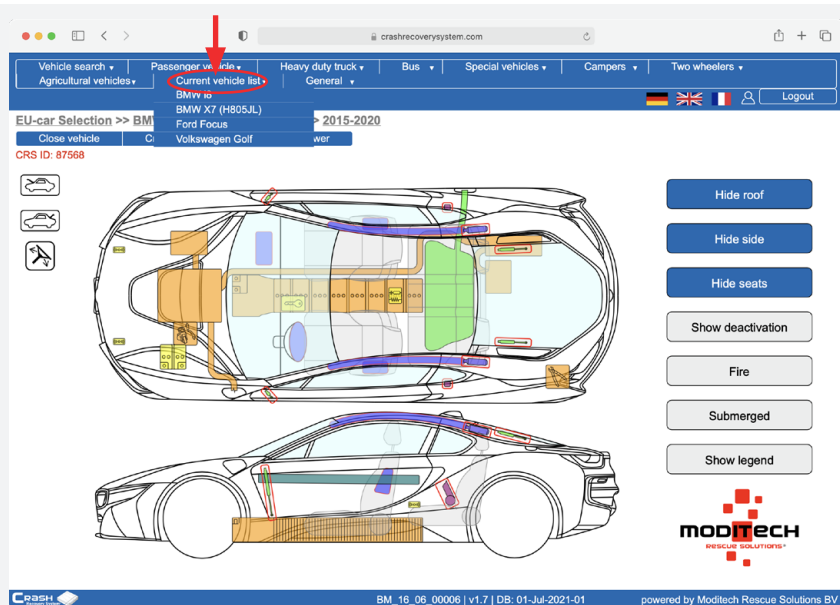 crashrecoverysystem.com
Vehicle search Passenger vehicle Heavy duty truck Bus Special vehicles Campers Two wheelers
Agricultural vehicles Current vehicle list General
BMW i8
Logout
BMW X7 (H805JL)
EU-car Selection >> BM > 2015-2020
Ford Focus
Close vehicle Volkswagen Golf
CRS ID: 87568
Hide roof
Hide side
Hide seats
Show deactivation
Fire
Submerged
Show legend
MODITECH
RESCUE SOLUTIONS
CRASH BM_16_06_00006 | v1.7 | DB: 01-Jul-2021-01 powered by Moditech Rescue Solutions BV